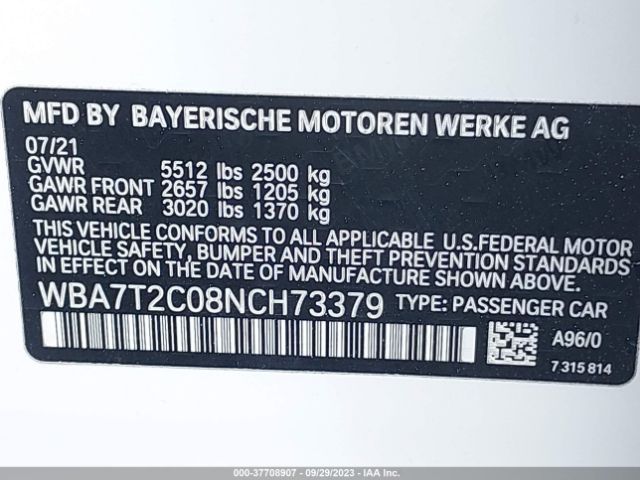 MFD BY BAYERISCHE MOTOREN WERKE AG
07/21
GVWR 5512 lbs 2500 kg
GAWR FRONT 2657 lbs 1205 kg
GAWR REAR 3020 lbs 1370 kg
THIS VEHICLE CONFORMS TO ALL APPLICABLE U.S.FEDERAL MOTOR
VEHICLE SAFETY, BUMPER AND THEFT PREVENTION STANDARDS
IN EFFECT ON THE DATE OF MANUFACTURE SHOWN ABOVE.
WBA7T2C08NCH73379 TYPE: PASSENGER CAR
A96/0
7 315 814
000-37708907 - 09/29/2023 - IAAI.COM